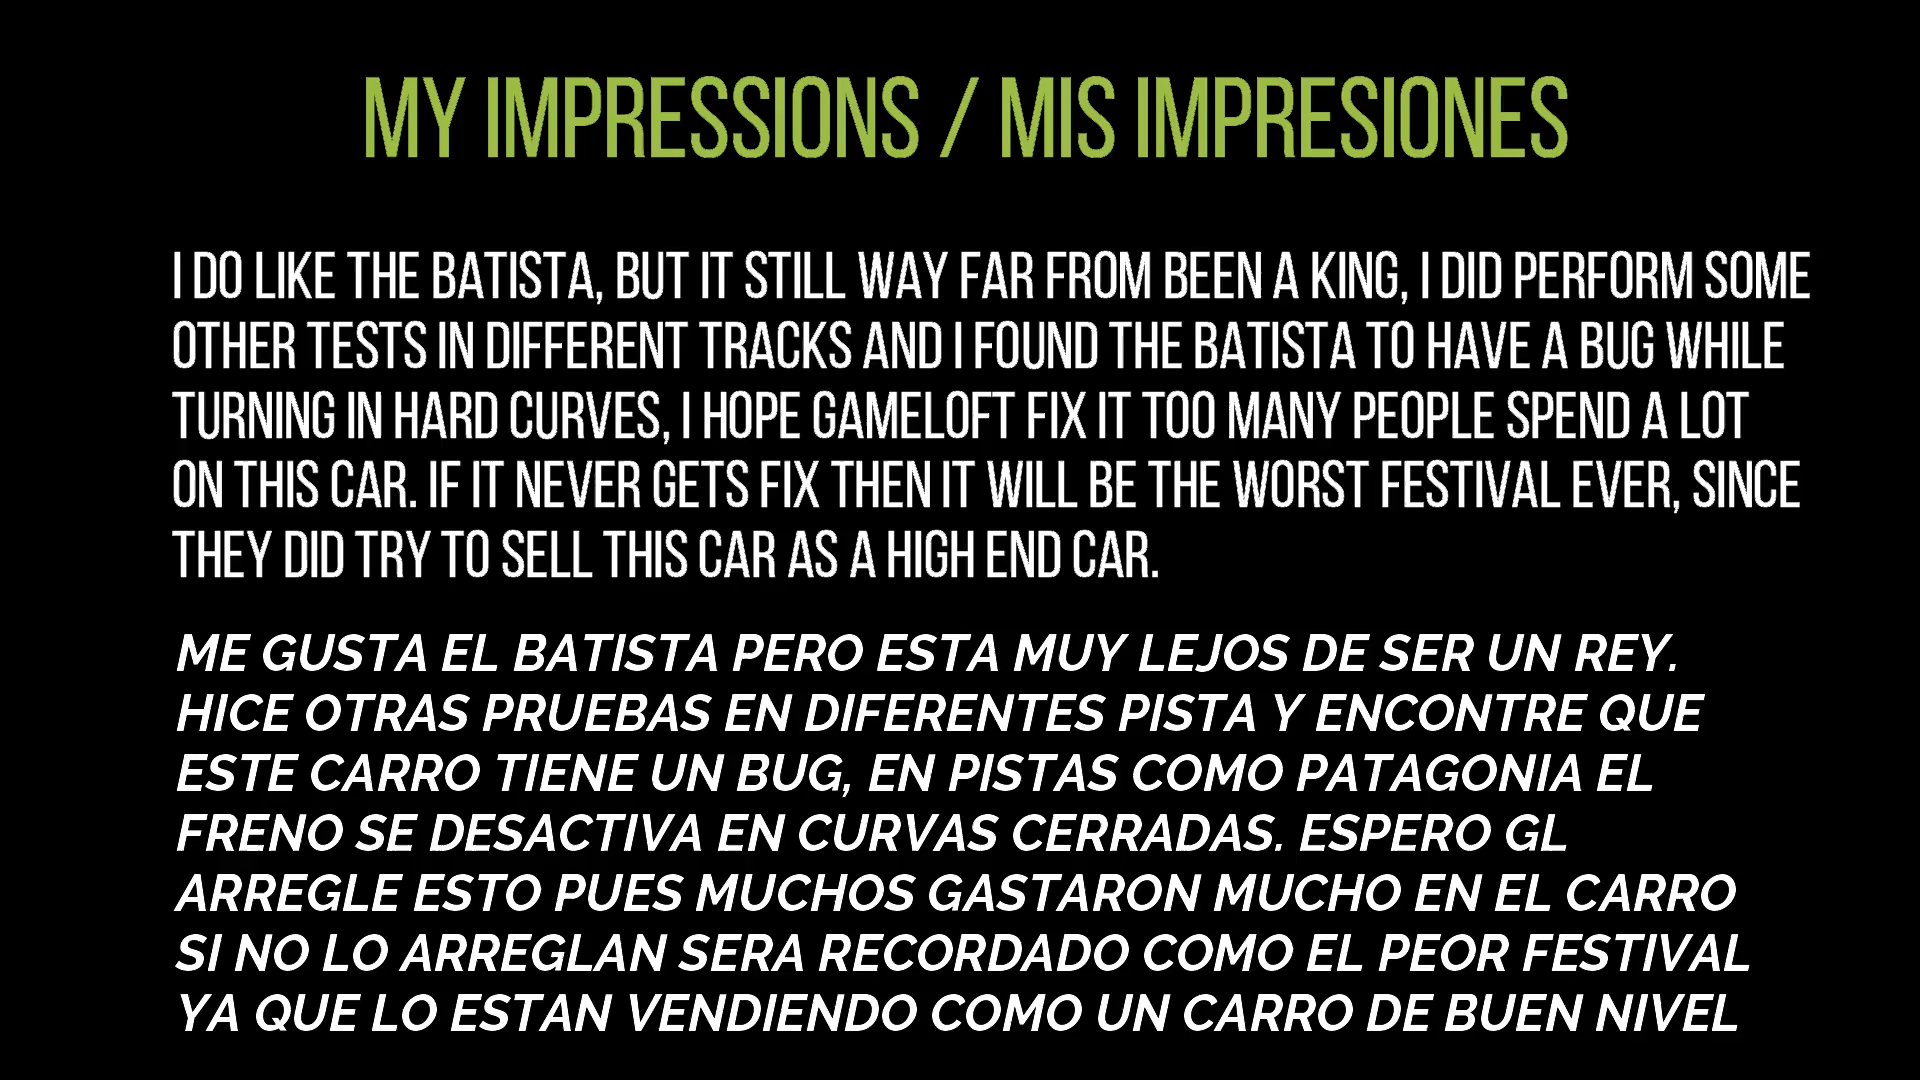 MY IMPRESSIONS / MIS IMPRESIONES
I DO LIKE THE BATISTA, BUT IT STILL WAY FAR FROM BEEN A KING, I DID PERFORM SOME
OTHER TESTS IN DIFFERENT TRACKS AND I FOUND THE BATISTA TO HAVE A BUG WHILE
TURNING IN HARD CURVES, I HOPE GAMELOFT FIX IT TOO MANY PEOPLE SPEND A LOT
ON THIS CAR. IF IT NEVER GETS FIX THEN IT WILL BE THE WORST FESTIVAL EVER, SINCE
THEY DID TRY TO SELL THIS CAR AS A HIGH END CAR.
ME GUSTA EL BATISTA PERO ESTA MUY LEJOS DE SER UN REY.
HICE OTRAS PRUEBAS EN DIFERENTES PISTA Y ENCONTRE QUE
ESTE CARRO TIENE UN BUG, EN PISTAS COMO PATAGONIA EL
FRENO SE DESACTIVA EN CURVAS CERRADAS. ESPERO GL
ARREGLE ESTO PUES MUCHOS GASTARON MUCHO EN EL CARRO
SI NO LO ARREGLAN SERA RECORDADO COMO EL PEOR FESTIVAL
YA QUE LO ESTAN VENDIENDO COMO UN CARRO DE BUEN NIVEL